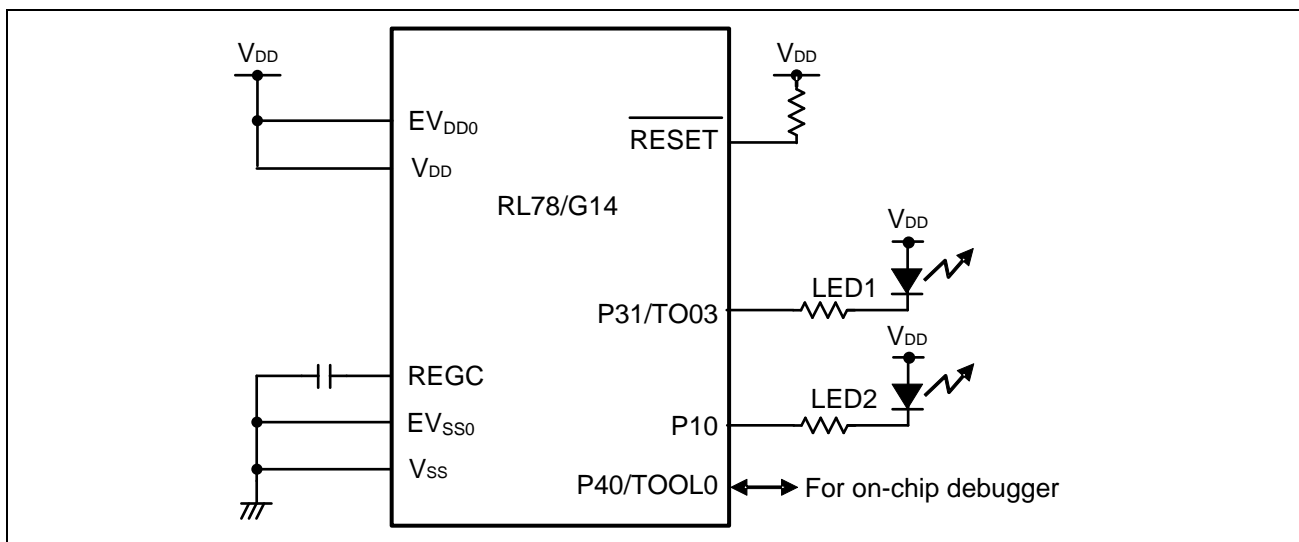 VDD
EVDD0
VDD
RL78/G14
RESET
VDD
VDD
LED1
P31/TO03
VDD
LED2
P10
REGC
EVSS0
VSS
P40/TOOL0
For on-chip debugger